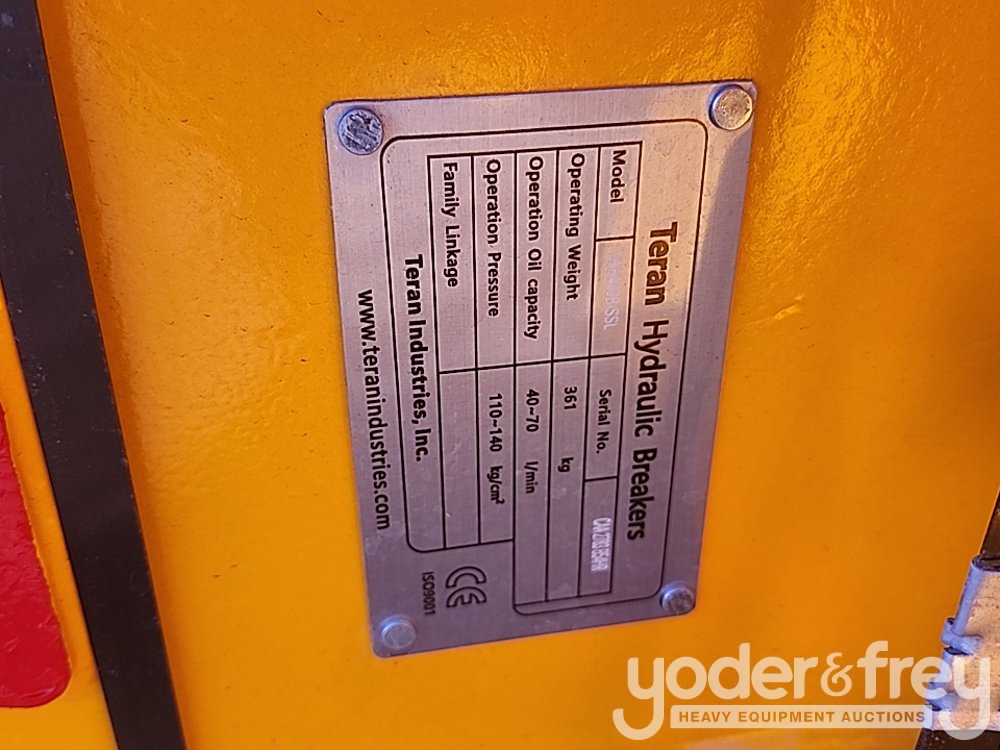 Teran Hydraulic Breakers
Model SSL Serial No.
Operating Weight 361 kg
Operation Oil capacity 40~70 l/min
Operation Pressure 110~140 kg/cm²
Family Linkage
Teran Industries, Inc.
www.teranindustries.com
CE
ISO9001
yoder&frey
HEAVY EQUIPMENT AUCTIONS